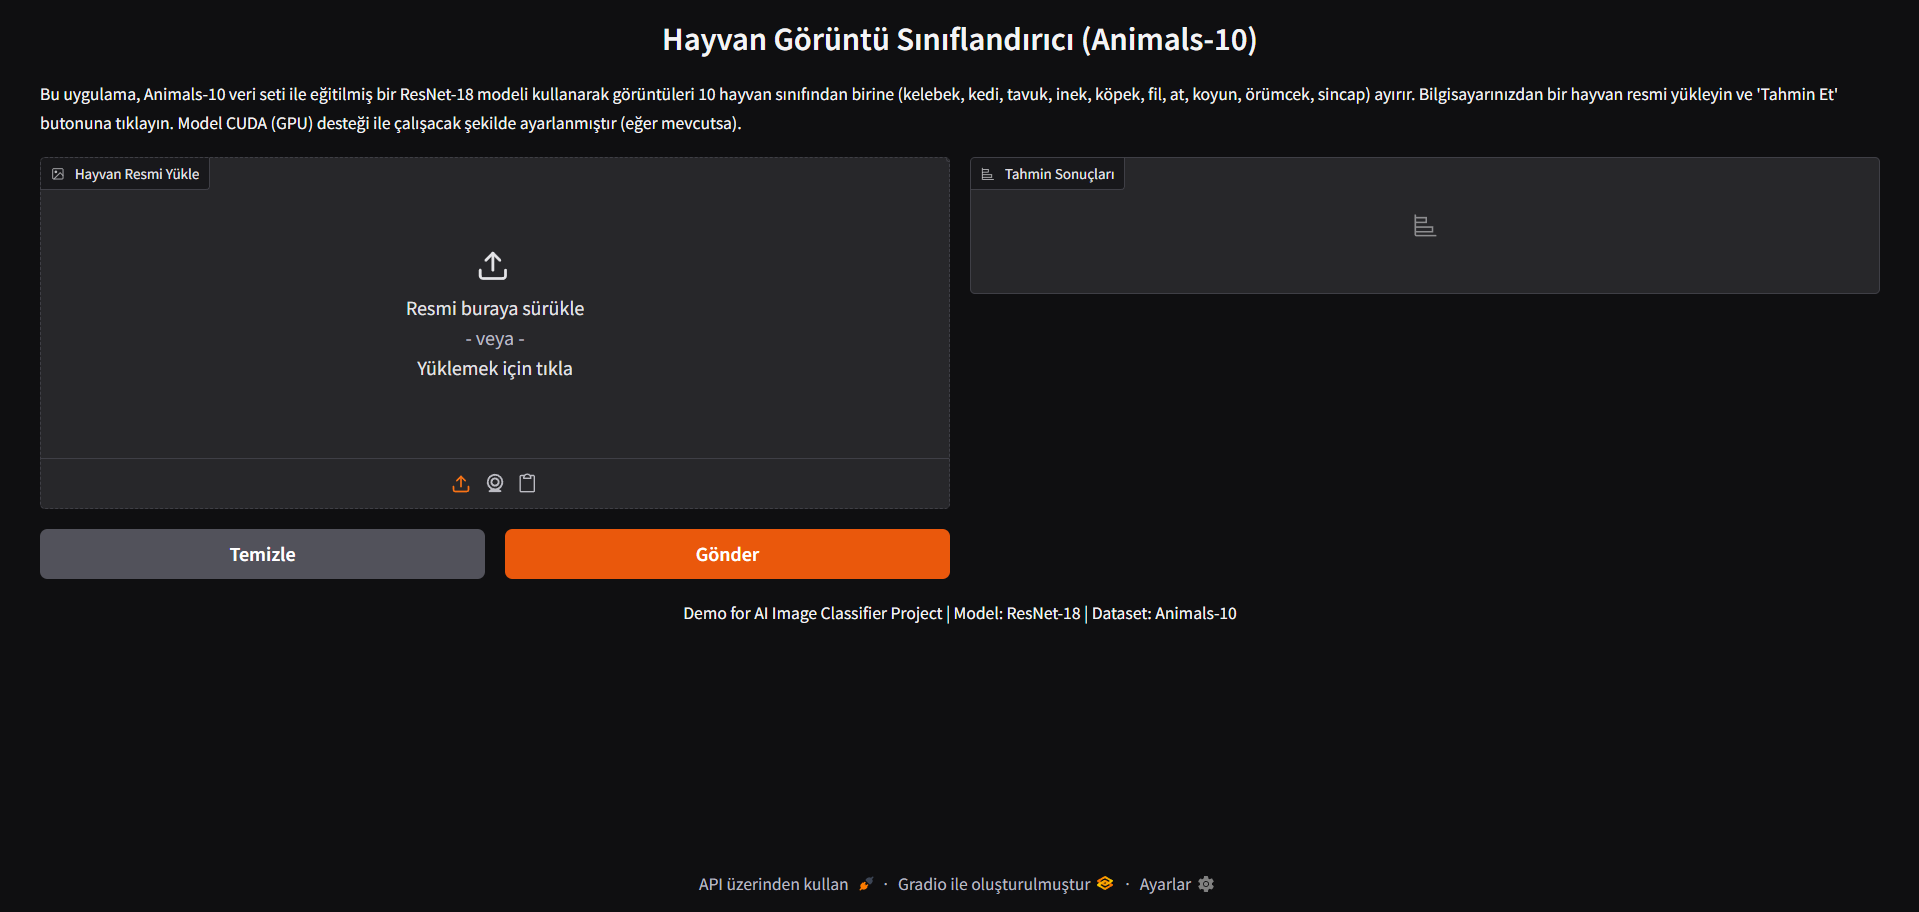 Hayvan Görüntü Sınıflandırıcı (Animals-10)
Bu uygulama, Animals-10 veri seti ile eğitilmiş bir ResNet-18 modeli kullanarak görüntüleri 10 hayvan sınıfından birine (kelebek, kedi, tavuk, inek, köpek, fil, at, koyun, örümcek, sincap) ayırır. Bilgisayarınızdan bir hayvan resmi yükleyin ve 'Tahmin Et'
butonuna tıklayın. Model CUDA (GPU) desteği ile çalışacak şekilde ayarlanmıştır (eğer mevcutsa).
Hayvan Resmi Yükle
Resmi buraya sürükle
- veya -
Yüklemek için tıkla
Temizle
Gönder
Tahmin Sonuçları
Demo for AI Image Classifier Project | Model: ResNet-18 | Dataset: Animals-10
API üzerinden kullan · Gradio ile oluşturulmuştur · Ayarlar